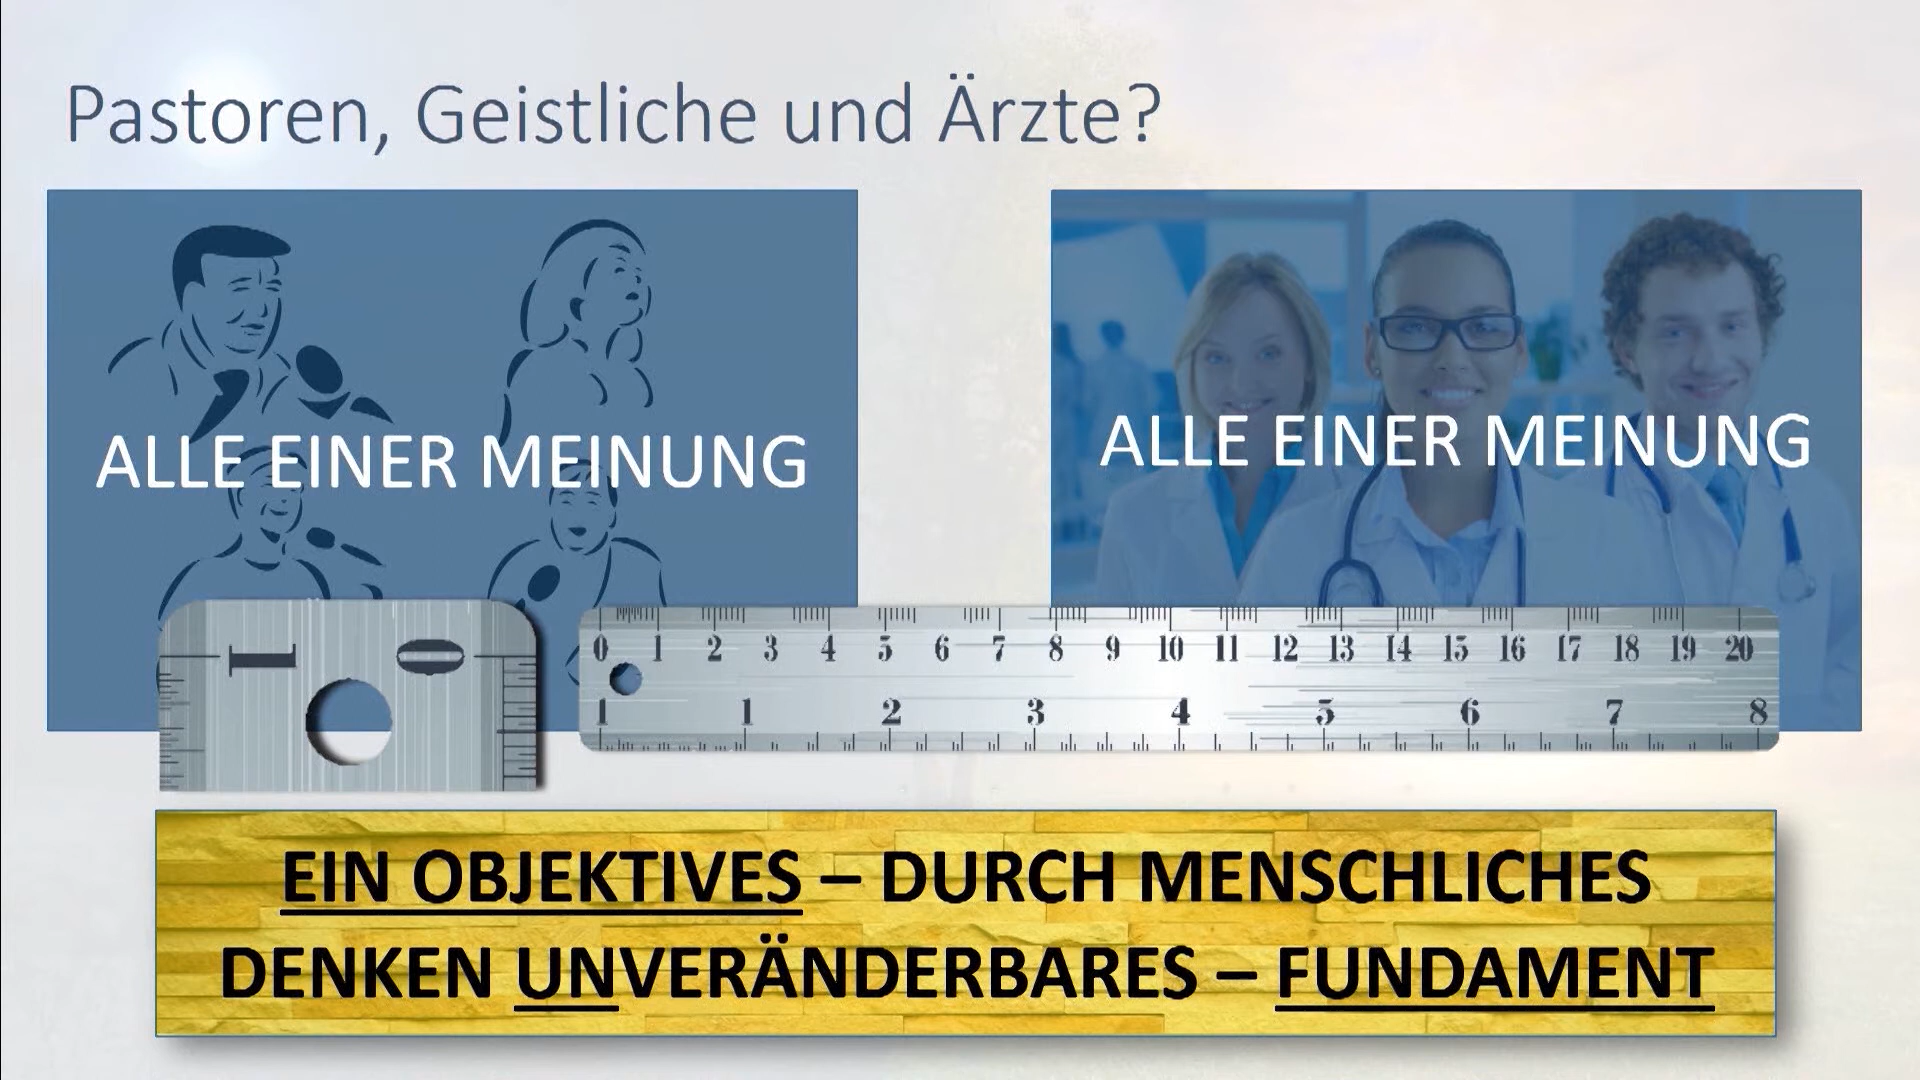 Pastoren, Geistliche und Ärzte?
ALLE EINER MEINUNG
ALLE EINER MEINUNG
1 0
0 1 2 3 4 5 6 7 8 9 10 11 12 13 14 15 16 17 18 19 20
1 1 2 3 4 5 6 7 8
EIN OBJEKTIVES – DURCH MENSCHLICHES
DENKEN UNVERÄNDERBARES – FUNDAMENT